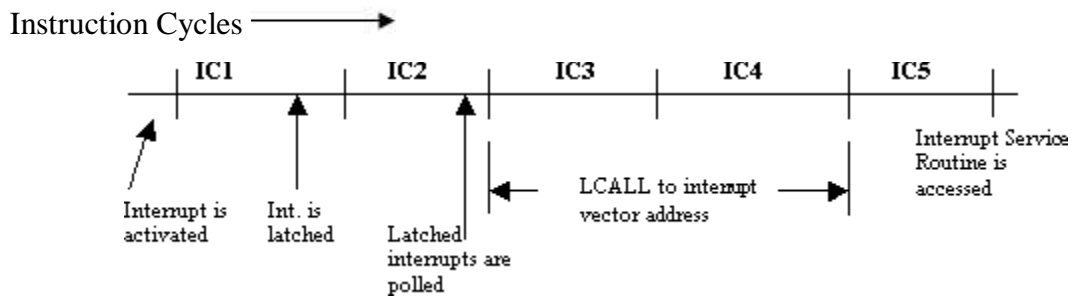 Instruction Cycles
IC1 IC2 IC3 IC4 IC5
Interrupt is
activated
Int. is
latched
Latched
interrupts are
polled
LCALL to interrupt
vector address
Interrupt Service
Routine is
accessed